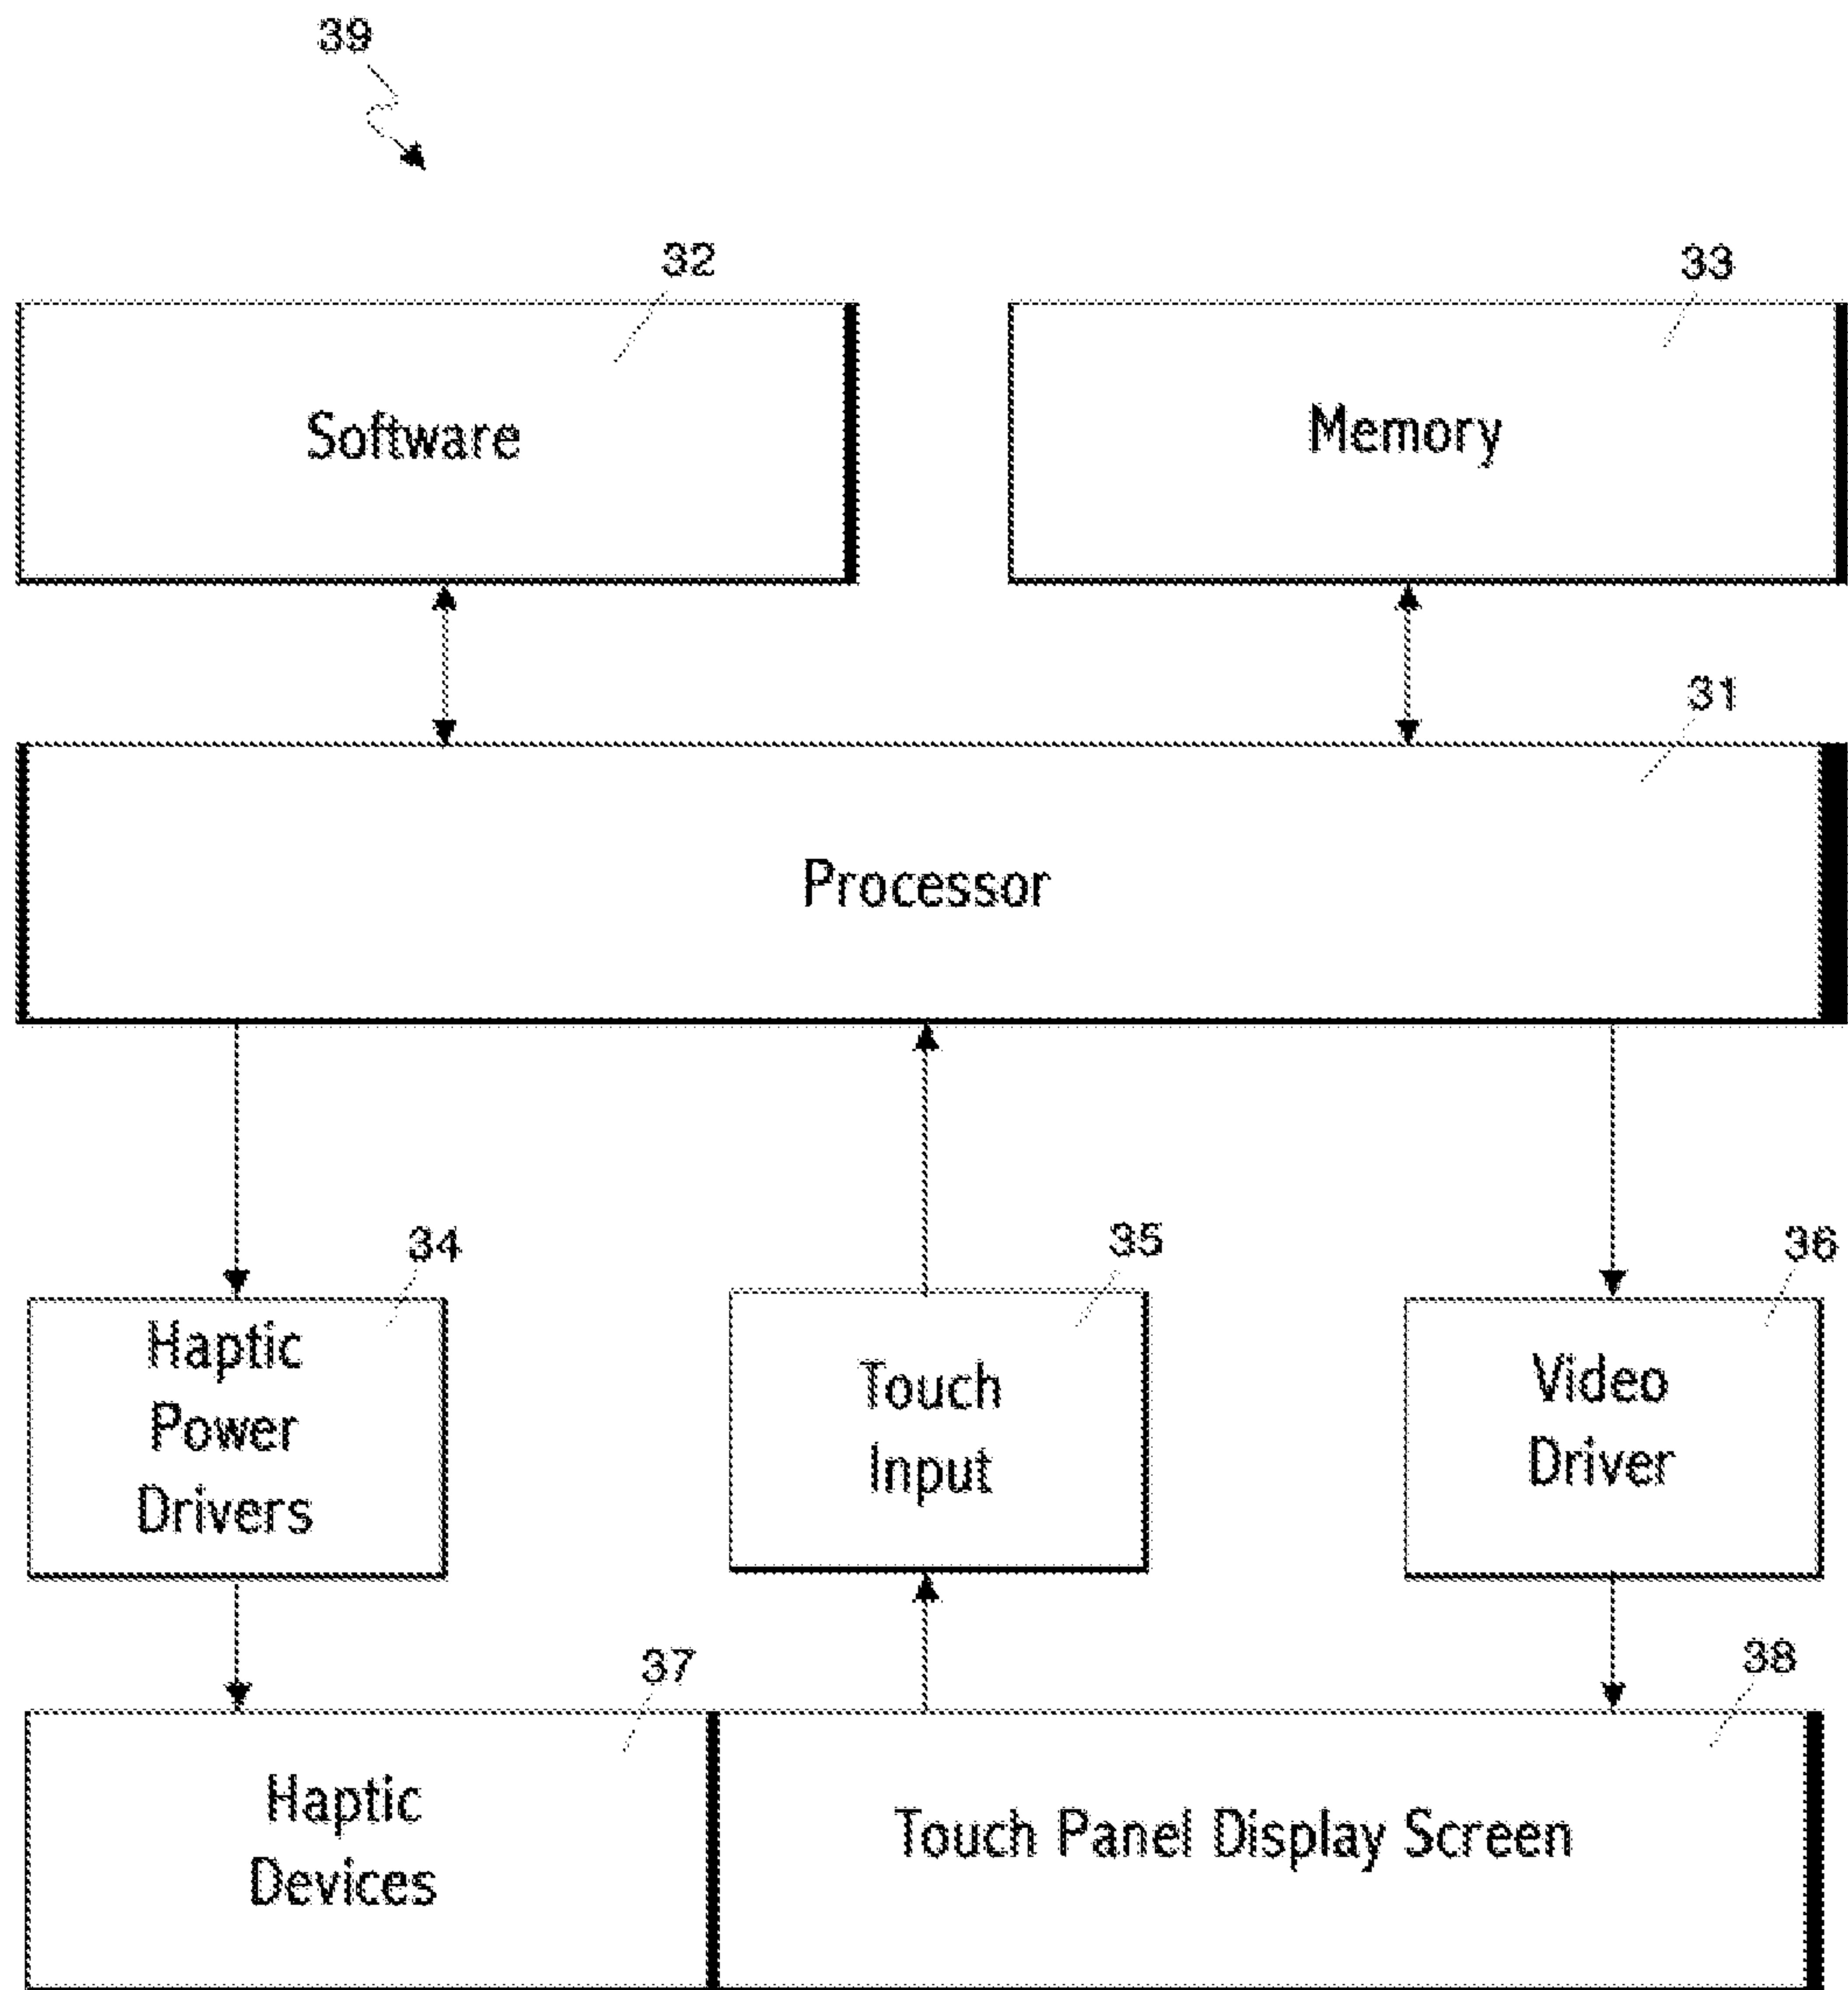 39
32
33
Software
Memory
31
Processor
34
35
36
Haptic
Power
Drivers
Touch
Input
Video
Driver
37
38
Haptic
Devices
Touch Panel Display Screen